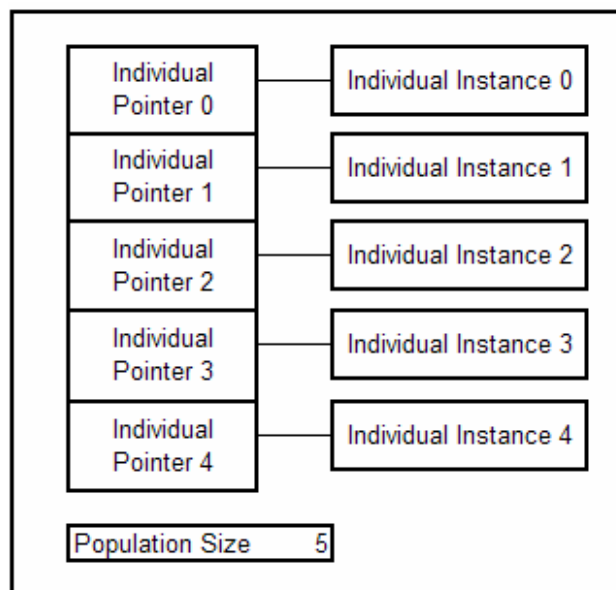 Individual
Pointer 0
Individual Instance 0
Individual
Pointer 1
Individual Instance 1
Individual
Pointer 2
Individual Instance 2
Individual
Pointer 3
Individual Instance 3
Individual
Pointer 4
Individual Instance 4
Population Size 5